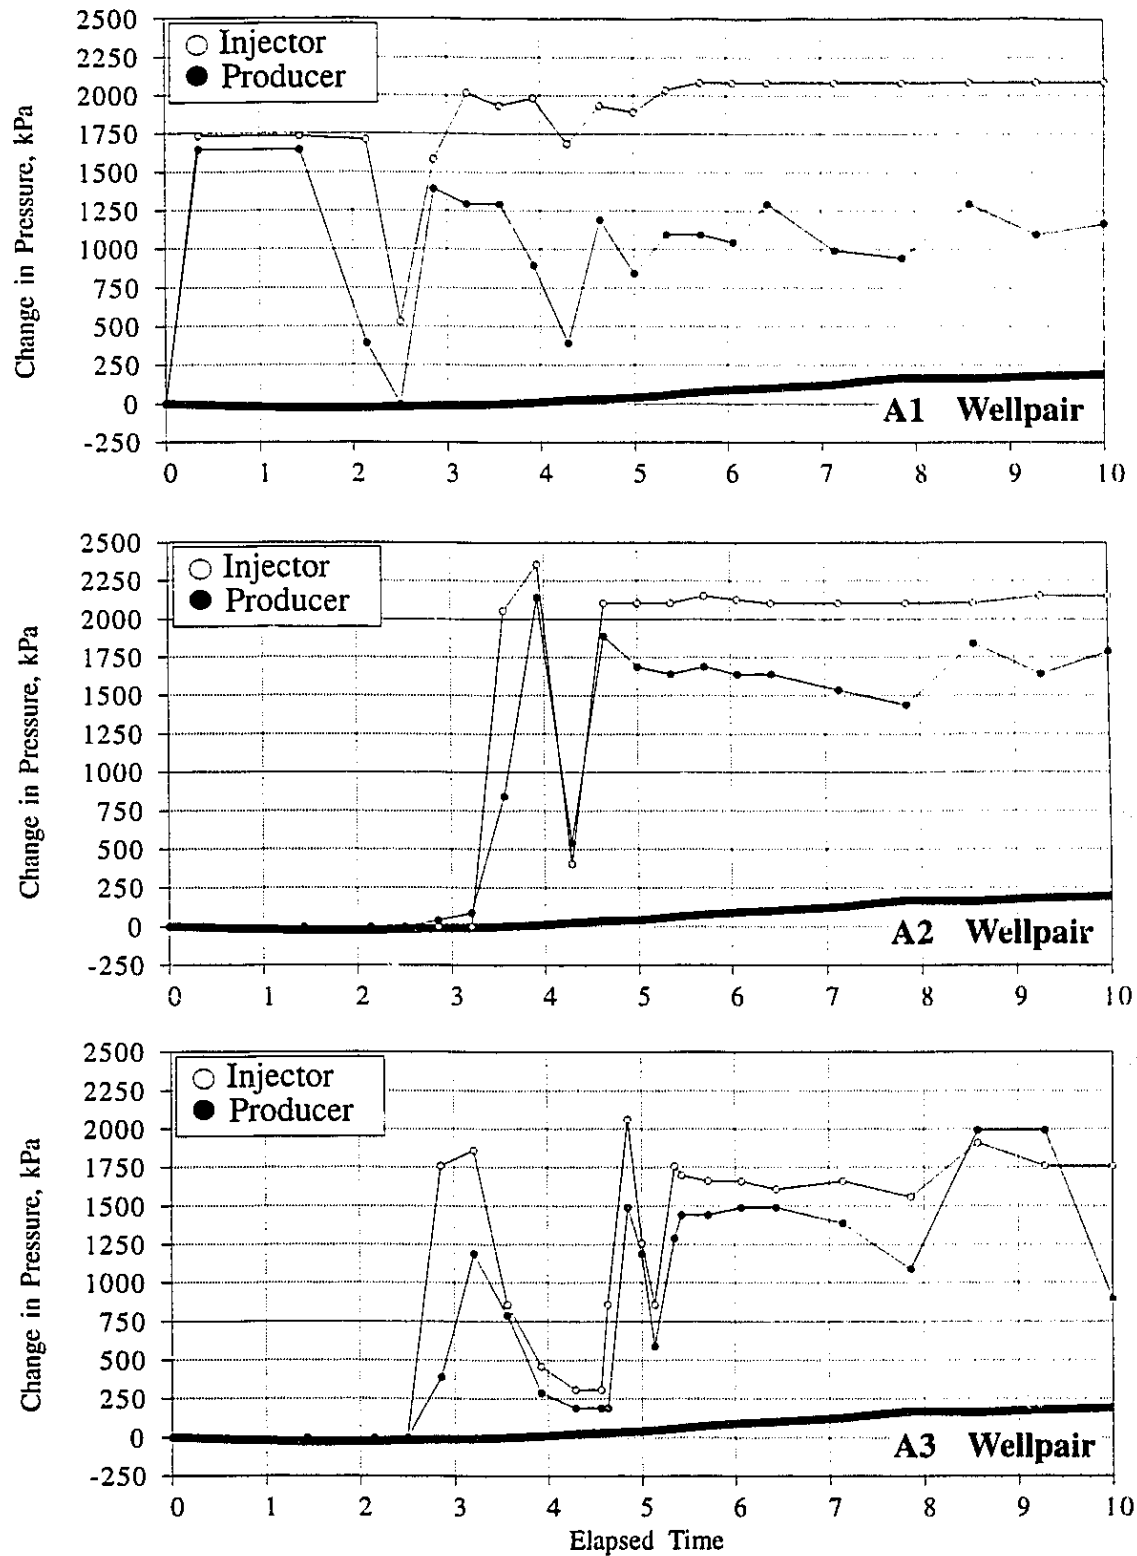 2500
2250
2000
1750
1500
1250
1000
750
500
250
0
-250
Change in Pressure, kPa
Injector
Producer
A1 Wellpair
0 1 2 3 4 5 6 7 8 9 10
2500
2250
2000
1750
1500
1250
1000
750
500
250
0
-250
Change in Pressure, kPa
Injector
Producer
A2 Wellpair
0 1 2 3 4 5 6 7 8 9 10
2500
2250
2000
1750
1500
1250
1000
750
500
250
0
-250
Change in Pressure, kPa
Injector
Producer
A3 Wellpair
0 1 2 3 4 5 6 7 8 9 10
Elapsed Time